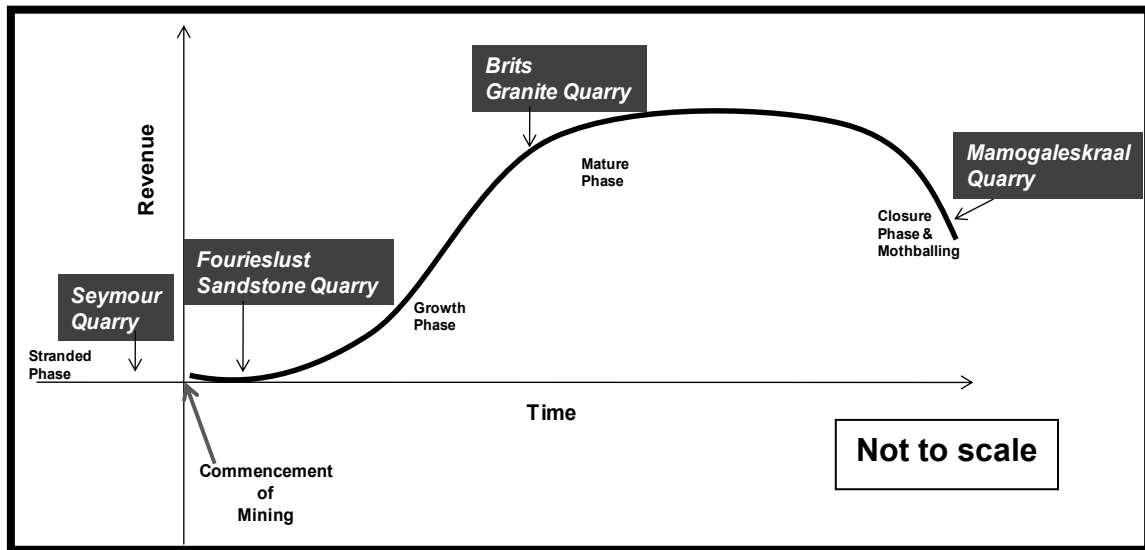 Brits
Granite Quarry
Revenue
Mature
Phase
Mamogaleskraal
Quarry
Closure
Phase &
Mothballing
Fourieslust
Sandstone Quarry
Seymour
Quarry
Growth
Phase
Stranded
Phase
Time
Not to scale
Commencement
of
Mining